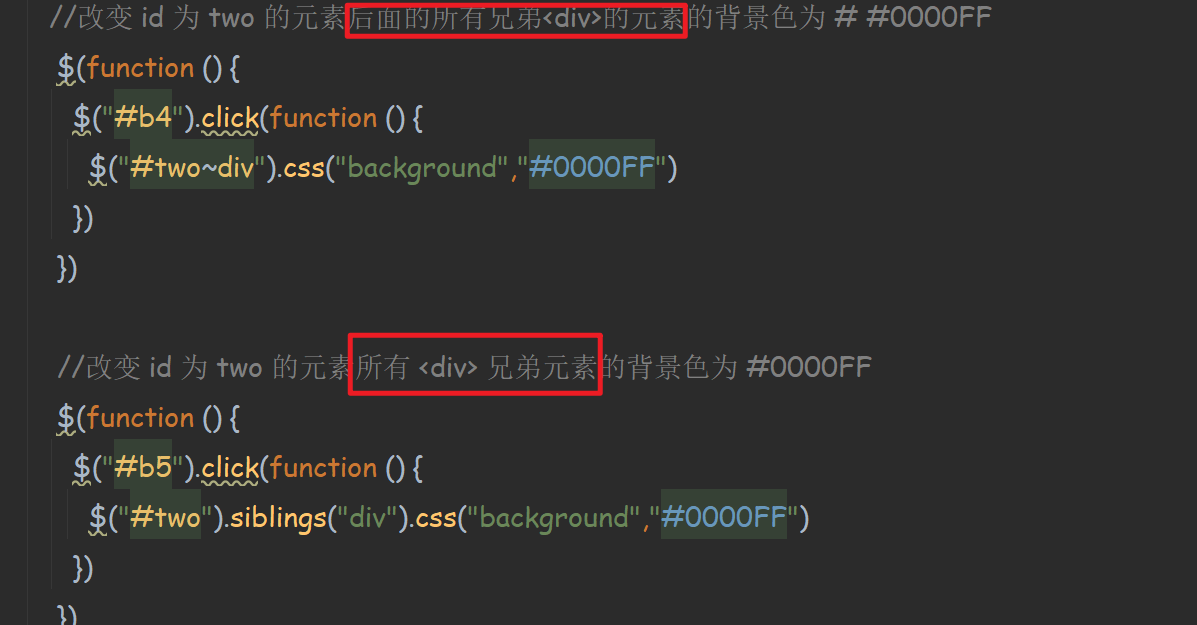 //改变 id 为 two 的元素后面的所有兄弟<div>的元素的背景色为 # #0000FF
$(function () {
$("#b4").click(function () {
$("#two~div").css("background","#0000FF")
})
})
//改变 id 为 two 的元素所有 <div> 兄弟元素的背景色为 #0000FF
$(function () {
$("#b5").click(function () {
$("#two").siblings("div").css("background","#0000FF")
})
})